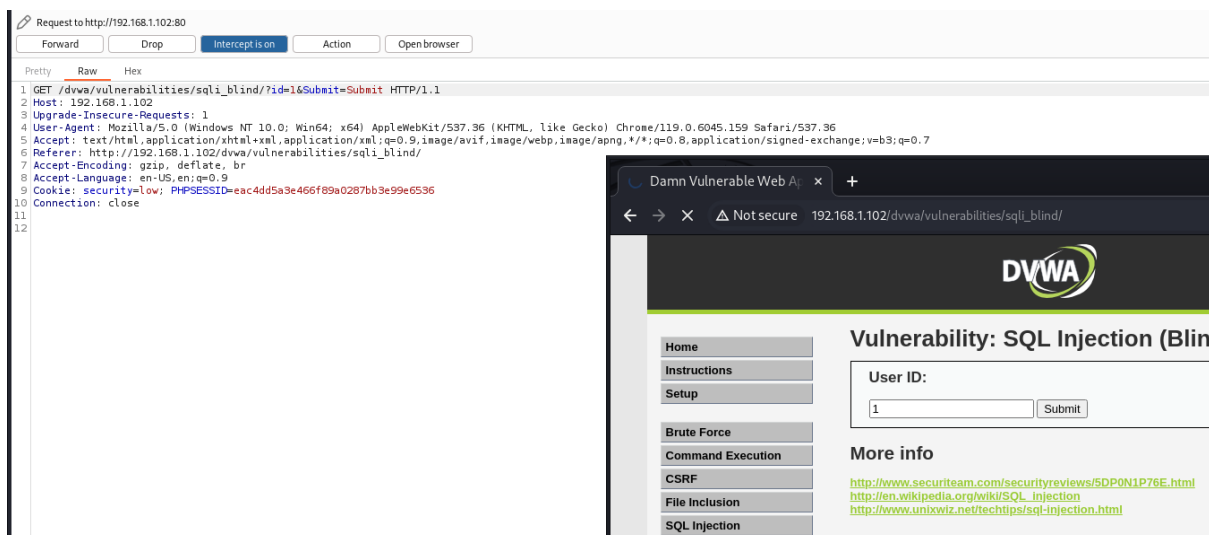 Request to http://192.168.1.102:80
Forward Drop Intercept is on Action Open browser
Pretty Raw Hex
1 GET /dvwa/vulnerabilities/sqli_blind/?id=1&Submit=Submit HTTP/1.1
2 Host: 192.168.1.102
3 Upgrade-Insecure-Requests: 1
4 User-Agent: Mozilla/5.0 (Windows NT 10.0; Win64; x64) AppleWebKit/537.36 (KHTML, like Gecko) Chrome/119.0.6045.159 Safari/537.36
5 Accept: text/html,application/xhtml+xml,application/xml;q=0.9,image/avif,image/webp,image/apng,*/*;q=0.8,application/signed-exchange;v=b3;q=0.7
6 Referer: http://192.168.1.102/dvwa/vulnerabilities/sqli_blind/
7 Accept-Encoding: gzip, deflate, br
8 Accept-Language: en-US,en;q=0.9
9 Cookie: security=low; PHPSESSID=eac4dd5a3e466f89a0287bb3e99e6536
10 Connection: close
11
12
Damn Vulnerable Web Ap
Not secure 192.168.1.102/dvwa/vulnerabilities/sqli_blind/
DVWA
Home
Instructions
Setup
Brute Force
Command Execution
CSRF
File Inclusion
SQL Injection
Vulnerability: SQL Injection (Blin
User ID:
1 Submit
More info
http://www.securiteam.com/securityreviews/5DP0N1P76E.html
http://en.wikipedia.org/wiki/SQL_injection
http://www.unixwiz.net/techtips/sql-injection.html